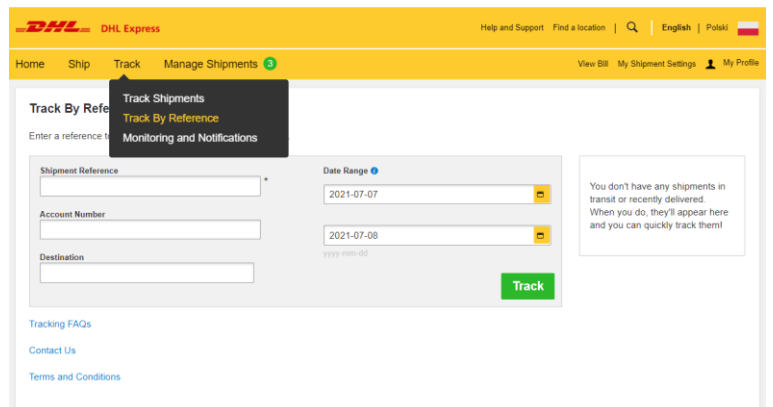 DHL DHL Express
Help and Support Find a location | English | Polski
Home Ship Track Manage Shipments 3
View Bill My Shipment Settings My Profile
Track Shipments
Track By Reference
Monitoring and Notifications
Track By Refe
Enter a reference t
Shipment Reference
*
Account Number
Destination
Date Range
2021-07-07
2021-07-08
yyyy-mm-dd
Track
You don't have any shipments in
transit or recently delivered.
When you do, they'll appear here
and you can quickly track them!
Tracking FAQs
Contact Us
Terms and Conditions